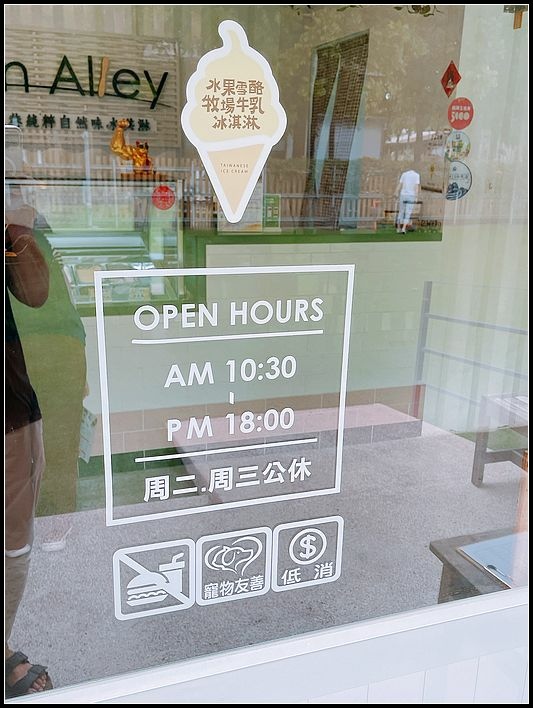 n Alley
水果雪酪
牧場牛乳
冰淇淋
TAIWANESE
ICE CREAM
OPEN HOURS
AM 10:30
-
PM 18:00
周二.周三公休
寵物友善
$
低消